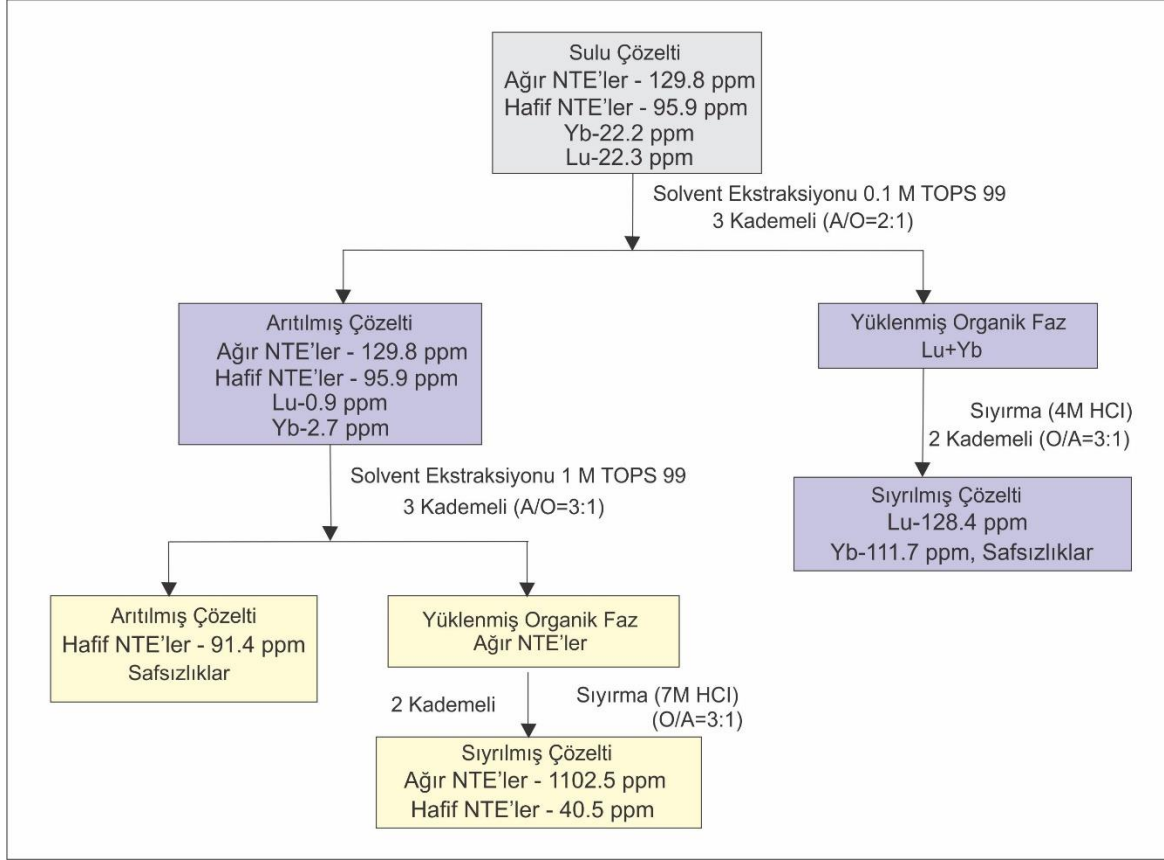 Sulu Çözelti
Ağır NTE'ler - 129.8 ppm
Hafif NTE'ler - 95.9 ppm
Yb-22.2 ppm
Lu-22.3 ppm
Solvent Ekstraksiyonu 0.1 M TOPS 99
3 Kademeli (A/O=2:1)
Arıtılmış Çözelti
Ağır NTE'ler - 129.8 ppm
Hafif NTE'ler - 95.9 ppm
Lu-0.9 ppm
Yb-2.7 ppm
Yüklenmiş Organik Faz
Lu+Yb
Sıyırma (4M HCI)
2 Kademeli (O/A=3:1)
Sıyrılmış Çözelti
Lu-128.4 ppm
Yb-111.7 ppm, Safsızlıklar
Solvent Ekstraksiyonu 1 M TOPS 99
3 Kademeli (A/O=3:1)
Arıtılmış Çözelti
Hafif NTE'ler - 91.4 ppm
Safsızlıklar
Yüklenmiş Organik Faz
Ağır NTE'ler
2 Kademeli
Sıyırma (7M HCI)
(O/A=3:1)
Sıyrılmış Çözelti
Ağır NTE'ler - 1102.5 ppm
Hafif NTE'ler - 40.5 ppm